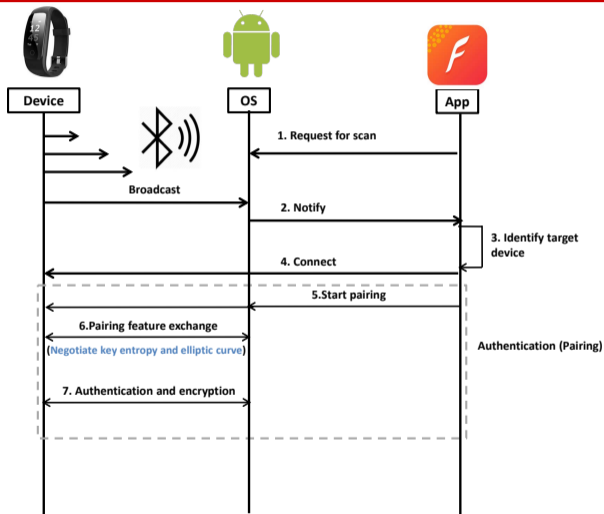 Device
OS
App
1. Request for scan
Broadcast
2. Notify
3. Identify target
device
4. Connect
5.Start pairing
6.Pairing feature exchange
(Negotiate key entropy and elliptic curve)
Authentication (Pairing)
7. Authentication and encryption